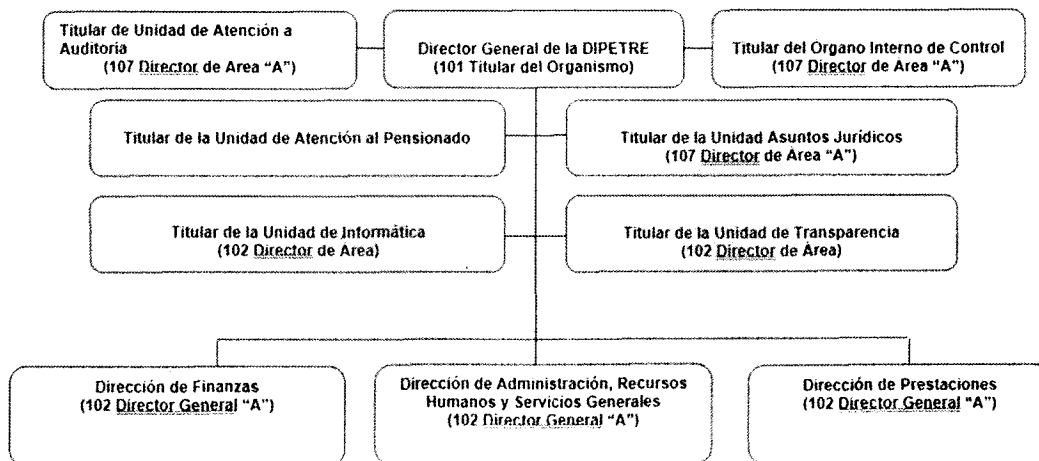 Titular de Unidad de Atención a
Auditoria
(107 Director de Area "A")
Director General de la DIPETRE
(101 Titular del Organismo)
Titular del Organo Interno de Control
(107 Director de Área "A")
Titular de la Unidad de Atención al Pensionado
Titular de la Unidad Asuntos Jurídicos
(107 Director de Área "A")
Titular de la Unidad de Informática
(102 Director de Área)
Titular de la Unidad de Transparencia
(102 Director de Área)
Dirección de Finanzas
(102 Director General "A")
Dirección de Administración, Recursos
Humanos y Servicios Generales
(102 Director General "A")
Dirección de Prestaciones
(102 Director General "A")